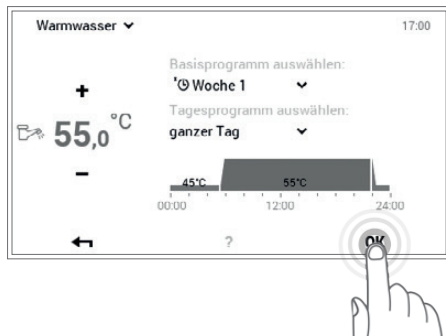 Warmwasser
17:00
Basisprogramm auswählen:
Woche 1
+
55,0 °C
−
Tagesprogramm auswählen:
ganzer Tag
45°C
55°C
00:00
12:00
24:00
?
OK